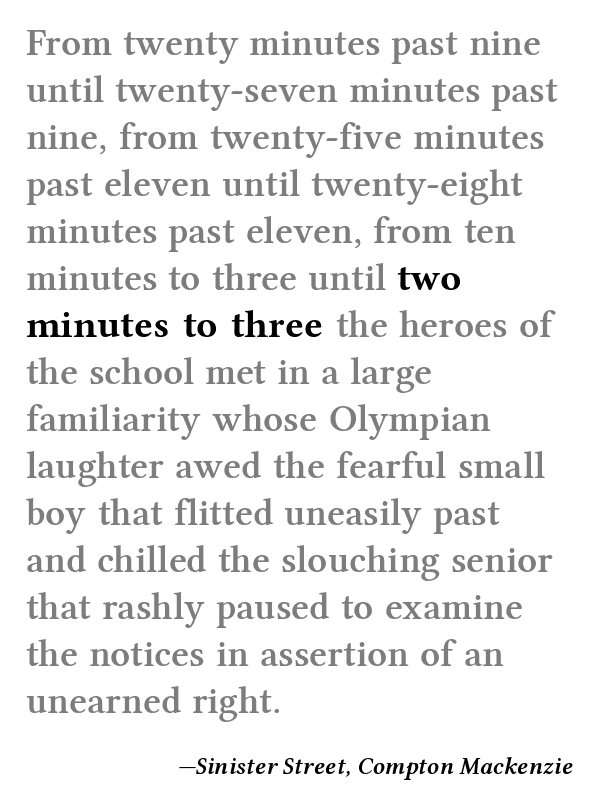 From twenty minutes past nine
until twenty-seven minutes past
nine, from twenty-five minutes
past eleven until twenty-eight
minutes past eleven, from ten
minutes to three until two
minutes to three the heroes of
the school met in a large
familiarity whose Olympian
laughter awed the fearful small
boy that flitted uneasily past
and chilled the slouching senior
that rashly paused to examine
the notices in assertion of an
unearned right.
—Sinister Street, Compton Mackenzie